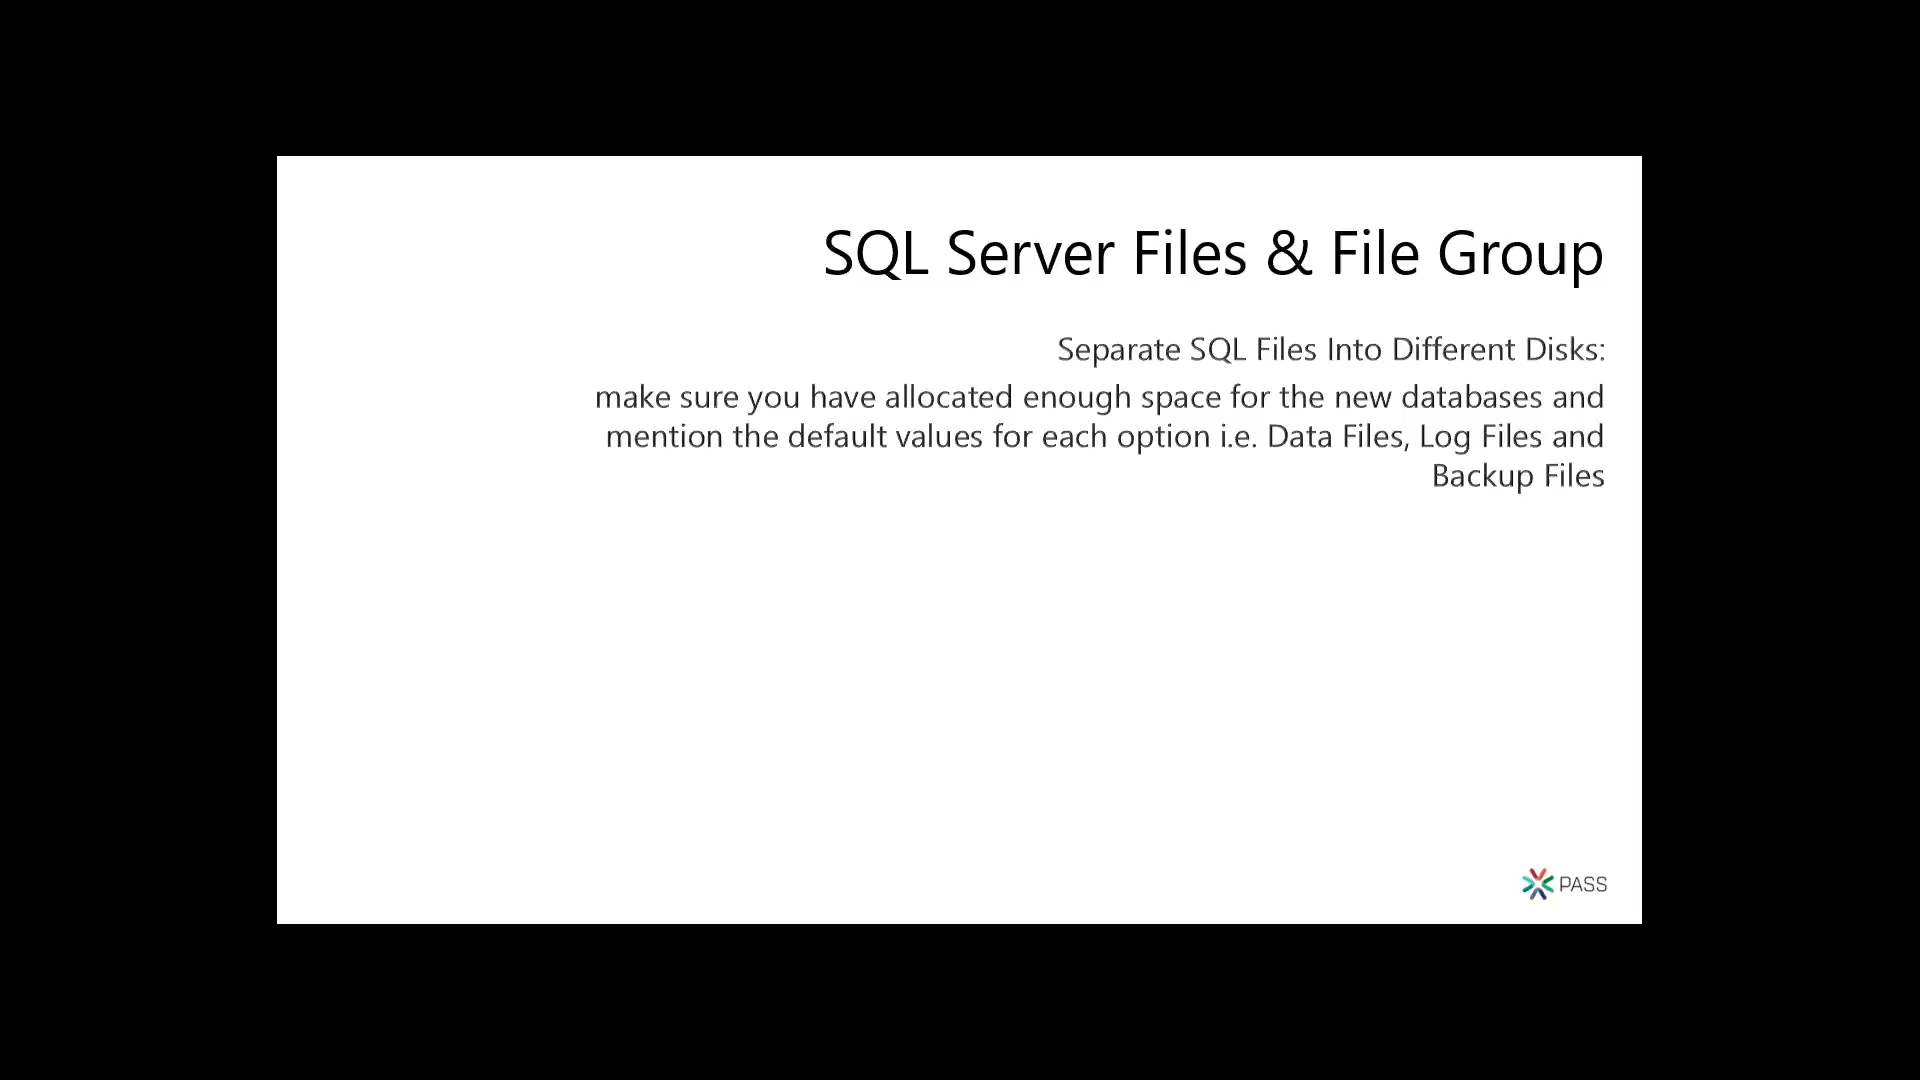 SQL Server Files & File Group
Separate SQL Files Into Different Disks:
make sure you have allocated enough space for the new databases and
mention the default values for each option i.e. Data Files, Log Files and
Backup Files
PASS